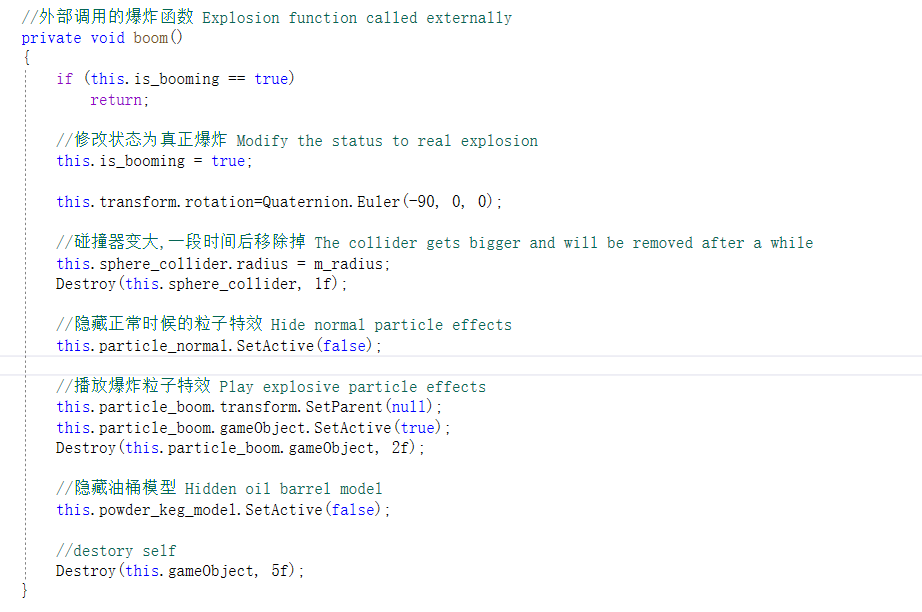 //外部调用的爆炸函数 Explosion function called externally
private void boom()
{
if (this.is_booming == true)
return;
//修改状态为真正爆炸 Modify the status to real explosion
this.is_booming = true;
this.transform.rotation=Quaternion.Euler(-90, 0, 0);
//碰撞器变大,一段时间后移除掉 The collider gets bigger and will be removed after a while
this.sphere_collider.radius = m_radius;
Destroy(this.sphere_collider, 1f);
//隐藏正常时候的粒子特效 Hide normal particle effects
this.particle_normal.SetActive(false);
//播放爆炸粒子特效 Play explosive particle effects
this.particle_boom.transform.SetParent(null);
this.particle_boom.gameObject.SetActive(true);
Destroy(this.particle_boom.gameObject, 2f);
//隐藏油桶模型 Hidden oil barrel model
this.powder_keg_model.SetActive(false);
//destory self
Destroy(this.gameObject, 5f);
}